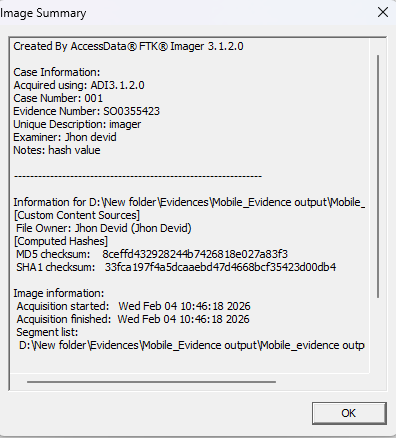 Image Summary
Created By AccessData® FTK® Imager 3.1.2.0
Case Information:
Acquired using: ADI3.1.2.0
Case Number: 001
Evidence Number: SO0355423
Unique Description: imager
Examiner: Jhon devid
Notes: hash value
--------------------------------------------------------------
Information for D:\New folder\Evidences\Mobile_Evidence output\Mobile_
[Custom Content Sources]
File Owner: Jhon Devid (Jhon Devid)
[Computed Hashes]
MD5 checksum: 8ceffd432928244b7426818e027a83f3
SHA1 checksum: 33fca197f4a5dcaaebd47d4668bcf35423d00db4
Image information:
Acquisition started: Wed Feb 04 10:46:18 2026
Acquisition finished: Wed Feb 04 10:46:18 2026
Segment list:
D:\New folder\Evidences\Mobile_Evidence output\Mobile_evidence outp
OK